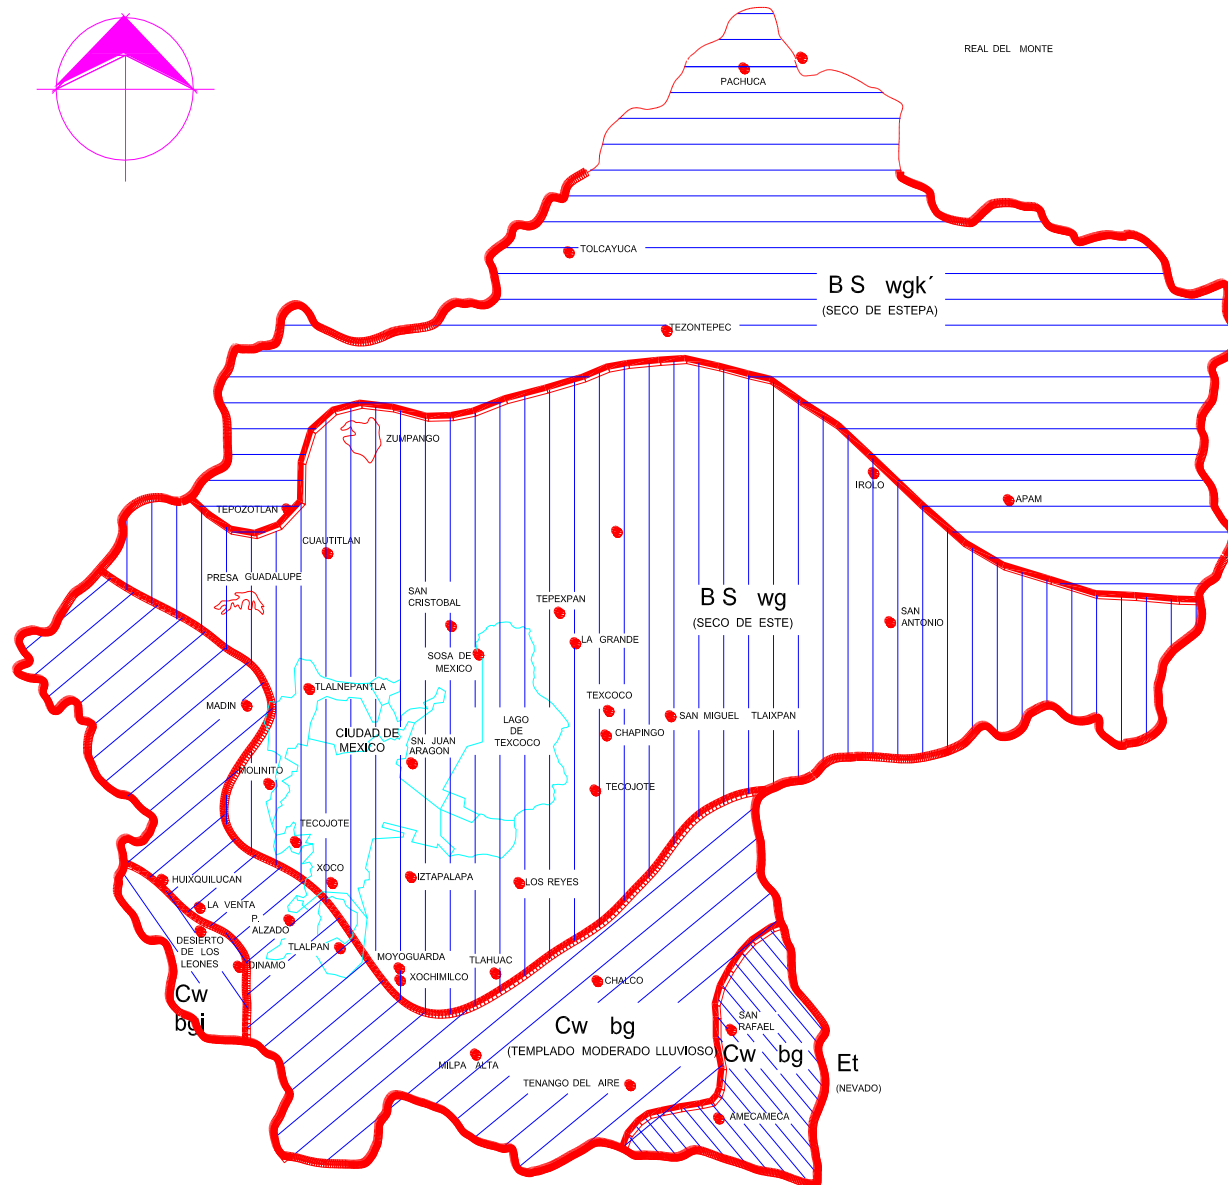 REAL DEL MONTE
PACHUCA
TOLCAYUCA
B S wgk´
(SECO DE ESTEPA)
TEZONTEPEC
ZUMPANGO
IROLO
APAM
TEPOZOTLAN
CUAUTITLAN
PRESA GUADALUPE
SAN
CRISTOBAL
TEPEXPAN
B S wg
(SECO DE ESTE)
SAN
ANTONIO
LA GRANDE
SOSA DE
MEXICO
TLALNEPANTLA
MADIN
TEXCOCO
SAN MIGUEL TLAIXPAN
LAGO
DE
TEXCOCO
CIUDAD DE
MEXICO
CHAPINGO
SN. JUAN
ARAGON
MOLINITO
TECOJOTE
TECOJOTE
XOCO
IZTAPALAPA
LOS REYES
HUIXQUILUCAN
LA VENTA
P.
ALZADO
DESIERTO
DE LOS
LEONES
TLALPAN
MOYOGUARDA
TLAHUAC
DINAMO
XOCHIMILCO
CHALCO
Cw
bgi
Cw bg
(TEMPLADO MODERADO LLUVIOSO)
SAN
RAFAEL
Cw bg
Et
(NEVADO)
MILPA ALTA
TENANGO DEL AIRE
AMECAMECA